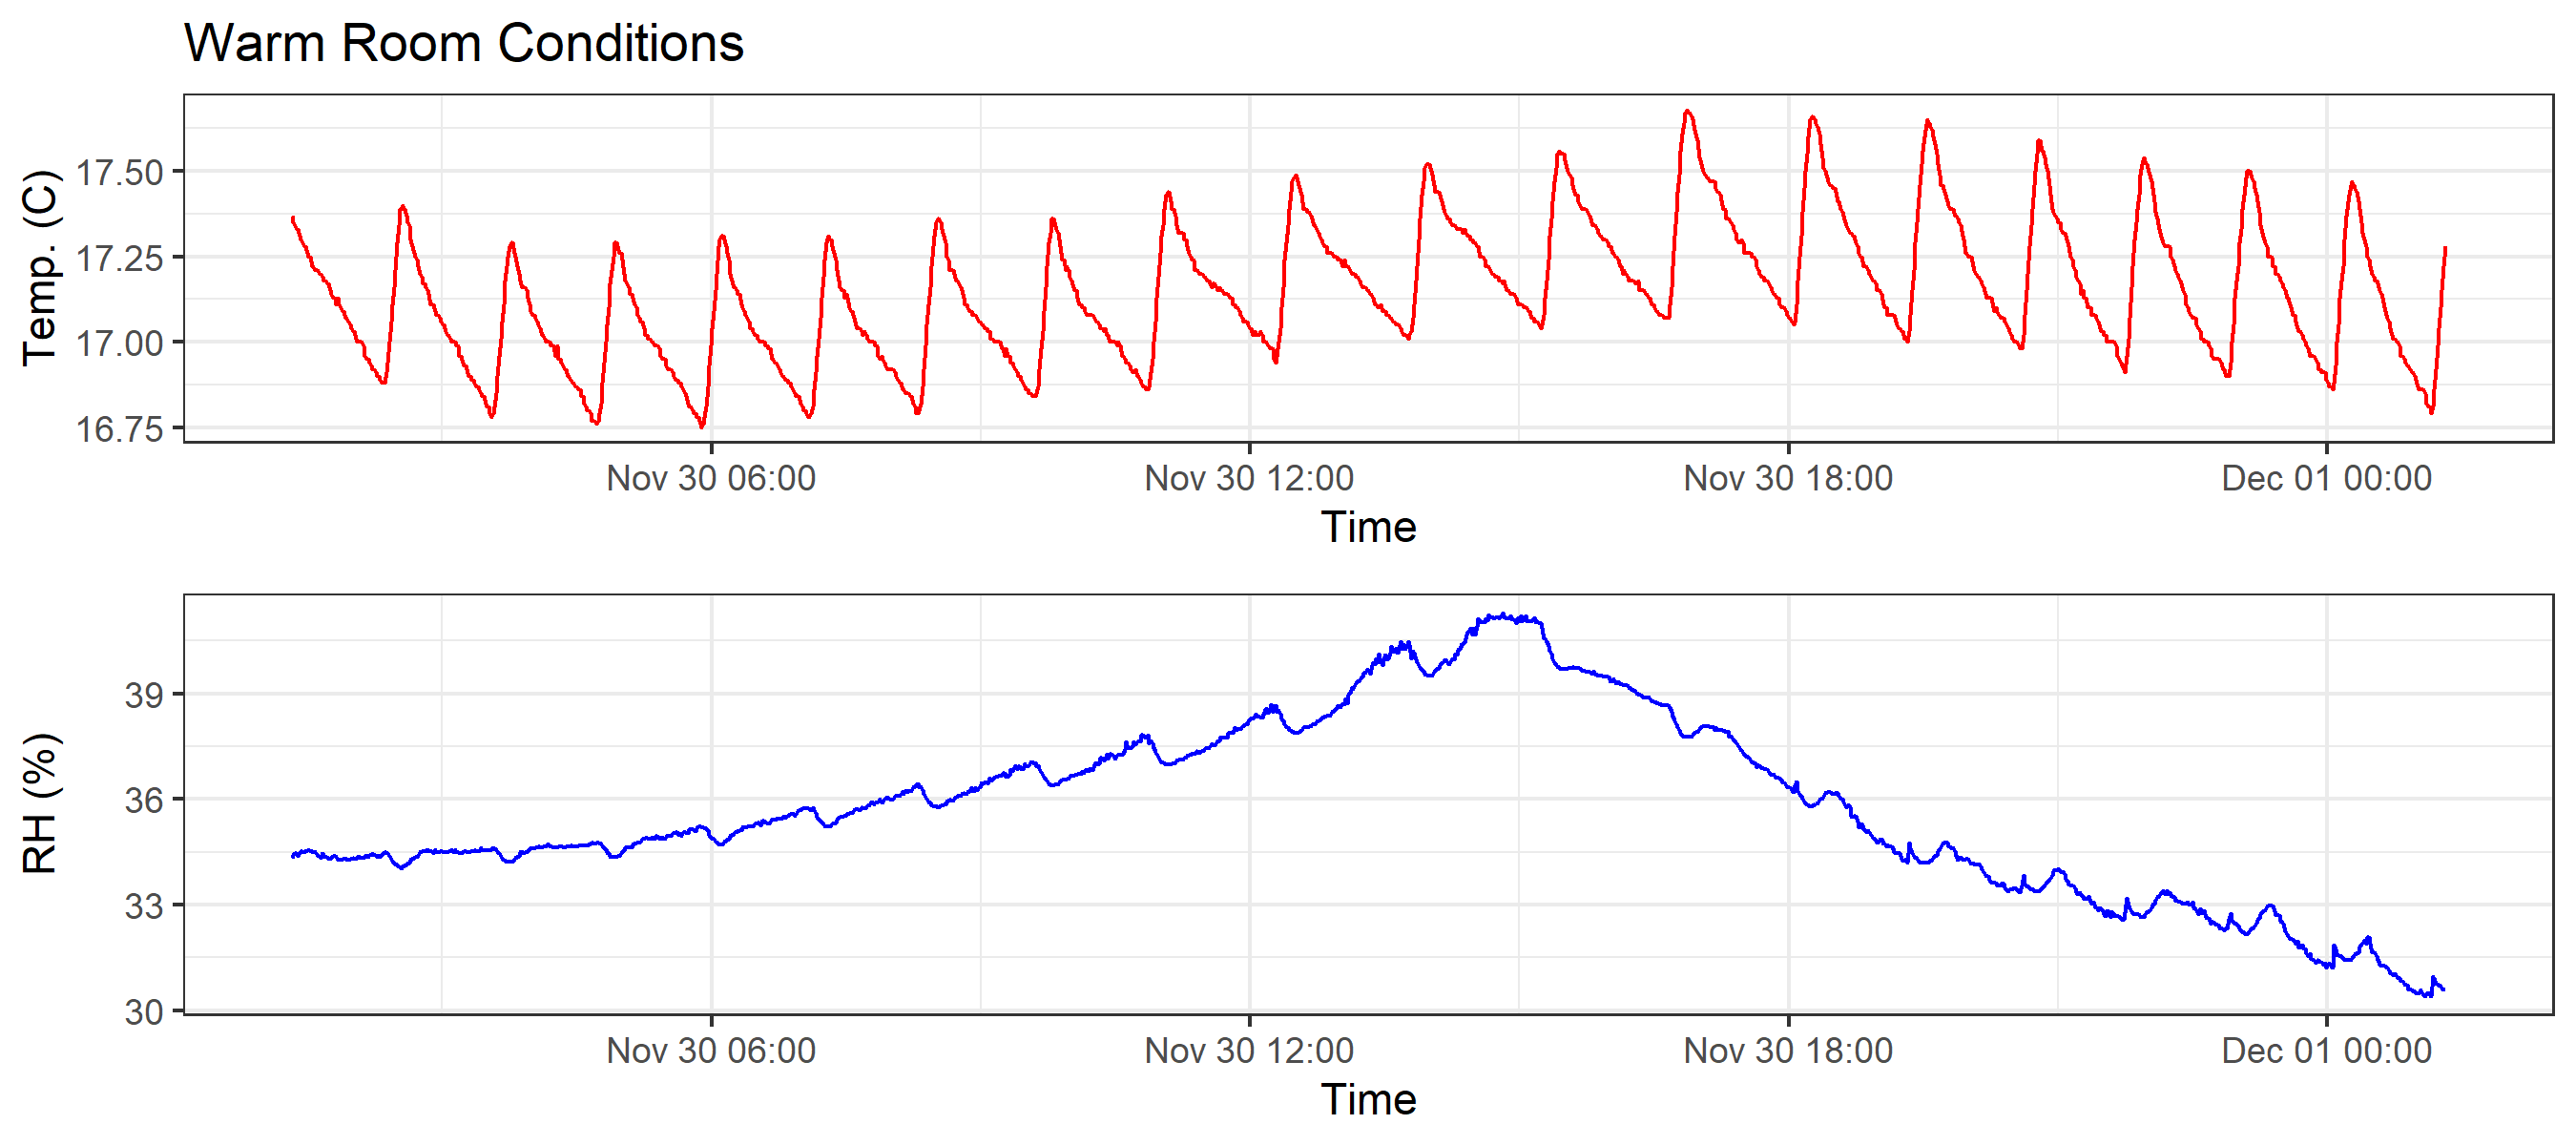 Warm Room Conditions
Temp. (C)
17.50
17.25
17.00
16.75
Nov 30 06:00 Nov 30 12:00 Nov 30 18:00 Dec 01 00:00
Time
RH (%)
39
36
33
30
Nov 30 06:00 Nov 30 12:00 Nov 30 18:00 Dec 01 00:00
Time